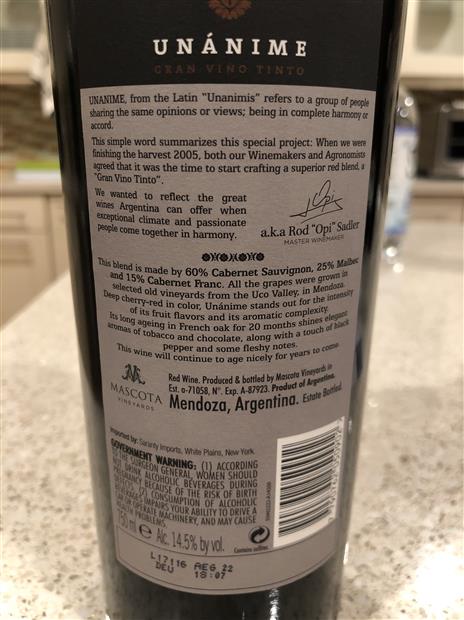 UNÁNIME
GRAN VINO TINTO
UNANIME, from the Latin "Unanimis" refers to a group of people
sharing the same opinions or views; being in complete harmony or
accord.
This simple word summarizes this special project: When we were
finishing the harvest 2005, both our Winemakers and Agronomists
agreed that it was the time to start crafting a superior red blend, a
"Gran Vino Tinto".
We wanted to reflect the great
wines Argentina can offer when
exceptional climate and passionate
people come together in harmony.
Opi
a.k.a Rod "Opi" Sadler
MASTER WINEMAKER
This blend is made by 60% Cabernet Sauvignon, 25% Malbec
and 15% Cabernet Franc. All the grapes were grown in
selected old vineyards from the Uco Valley, in Mendoza.
Deep cherry-red in color, Unánime stands out for the intensity
of its fruit flavors and its aromatic complexity.
Its long ageing in French oak for 20 months shines elegant
aromas of tobacco and chocolate, along with a touch of black
pepper and some fleshy notes.
This wine will continue to age nicely for years to come.
MASCOTA
VINEYARDS
Red Wine. Produced & bottled by Mascota Vineyards in
Est. a-71058, N°. Exp. A-87923. Product of Argentina.
Mendoza, Argentina. Estate Bottled.
Imported by: Saranty Imports, White Plains, New York.
GOVERNMENT WARNING: (1) ACCORDING
TO THE SURGEON GENERAL, WOMEN SHOULD
NOT DRINK ALCOHOLIC BEVERAGES DURING
PREGNANCY BECAUSE OF THE RISK OF BIRTH
DEFECTS. (2) CONSUMPTION OF ALCOHOLIC
BEVERAGES IMPAIRS YOUR ABILITY TO DRIVE A
CAR OR OPERATE MACHINERY, AND MAY CAUSE
HEALTH PROBLEMS.
750 ml e Alc. 14.5% by vol.
Contains sulfites.
L17116 AEG 22
DEU 18:07